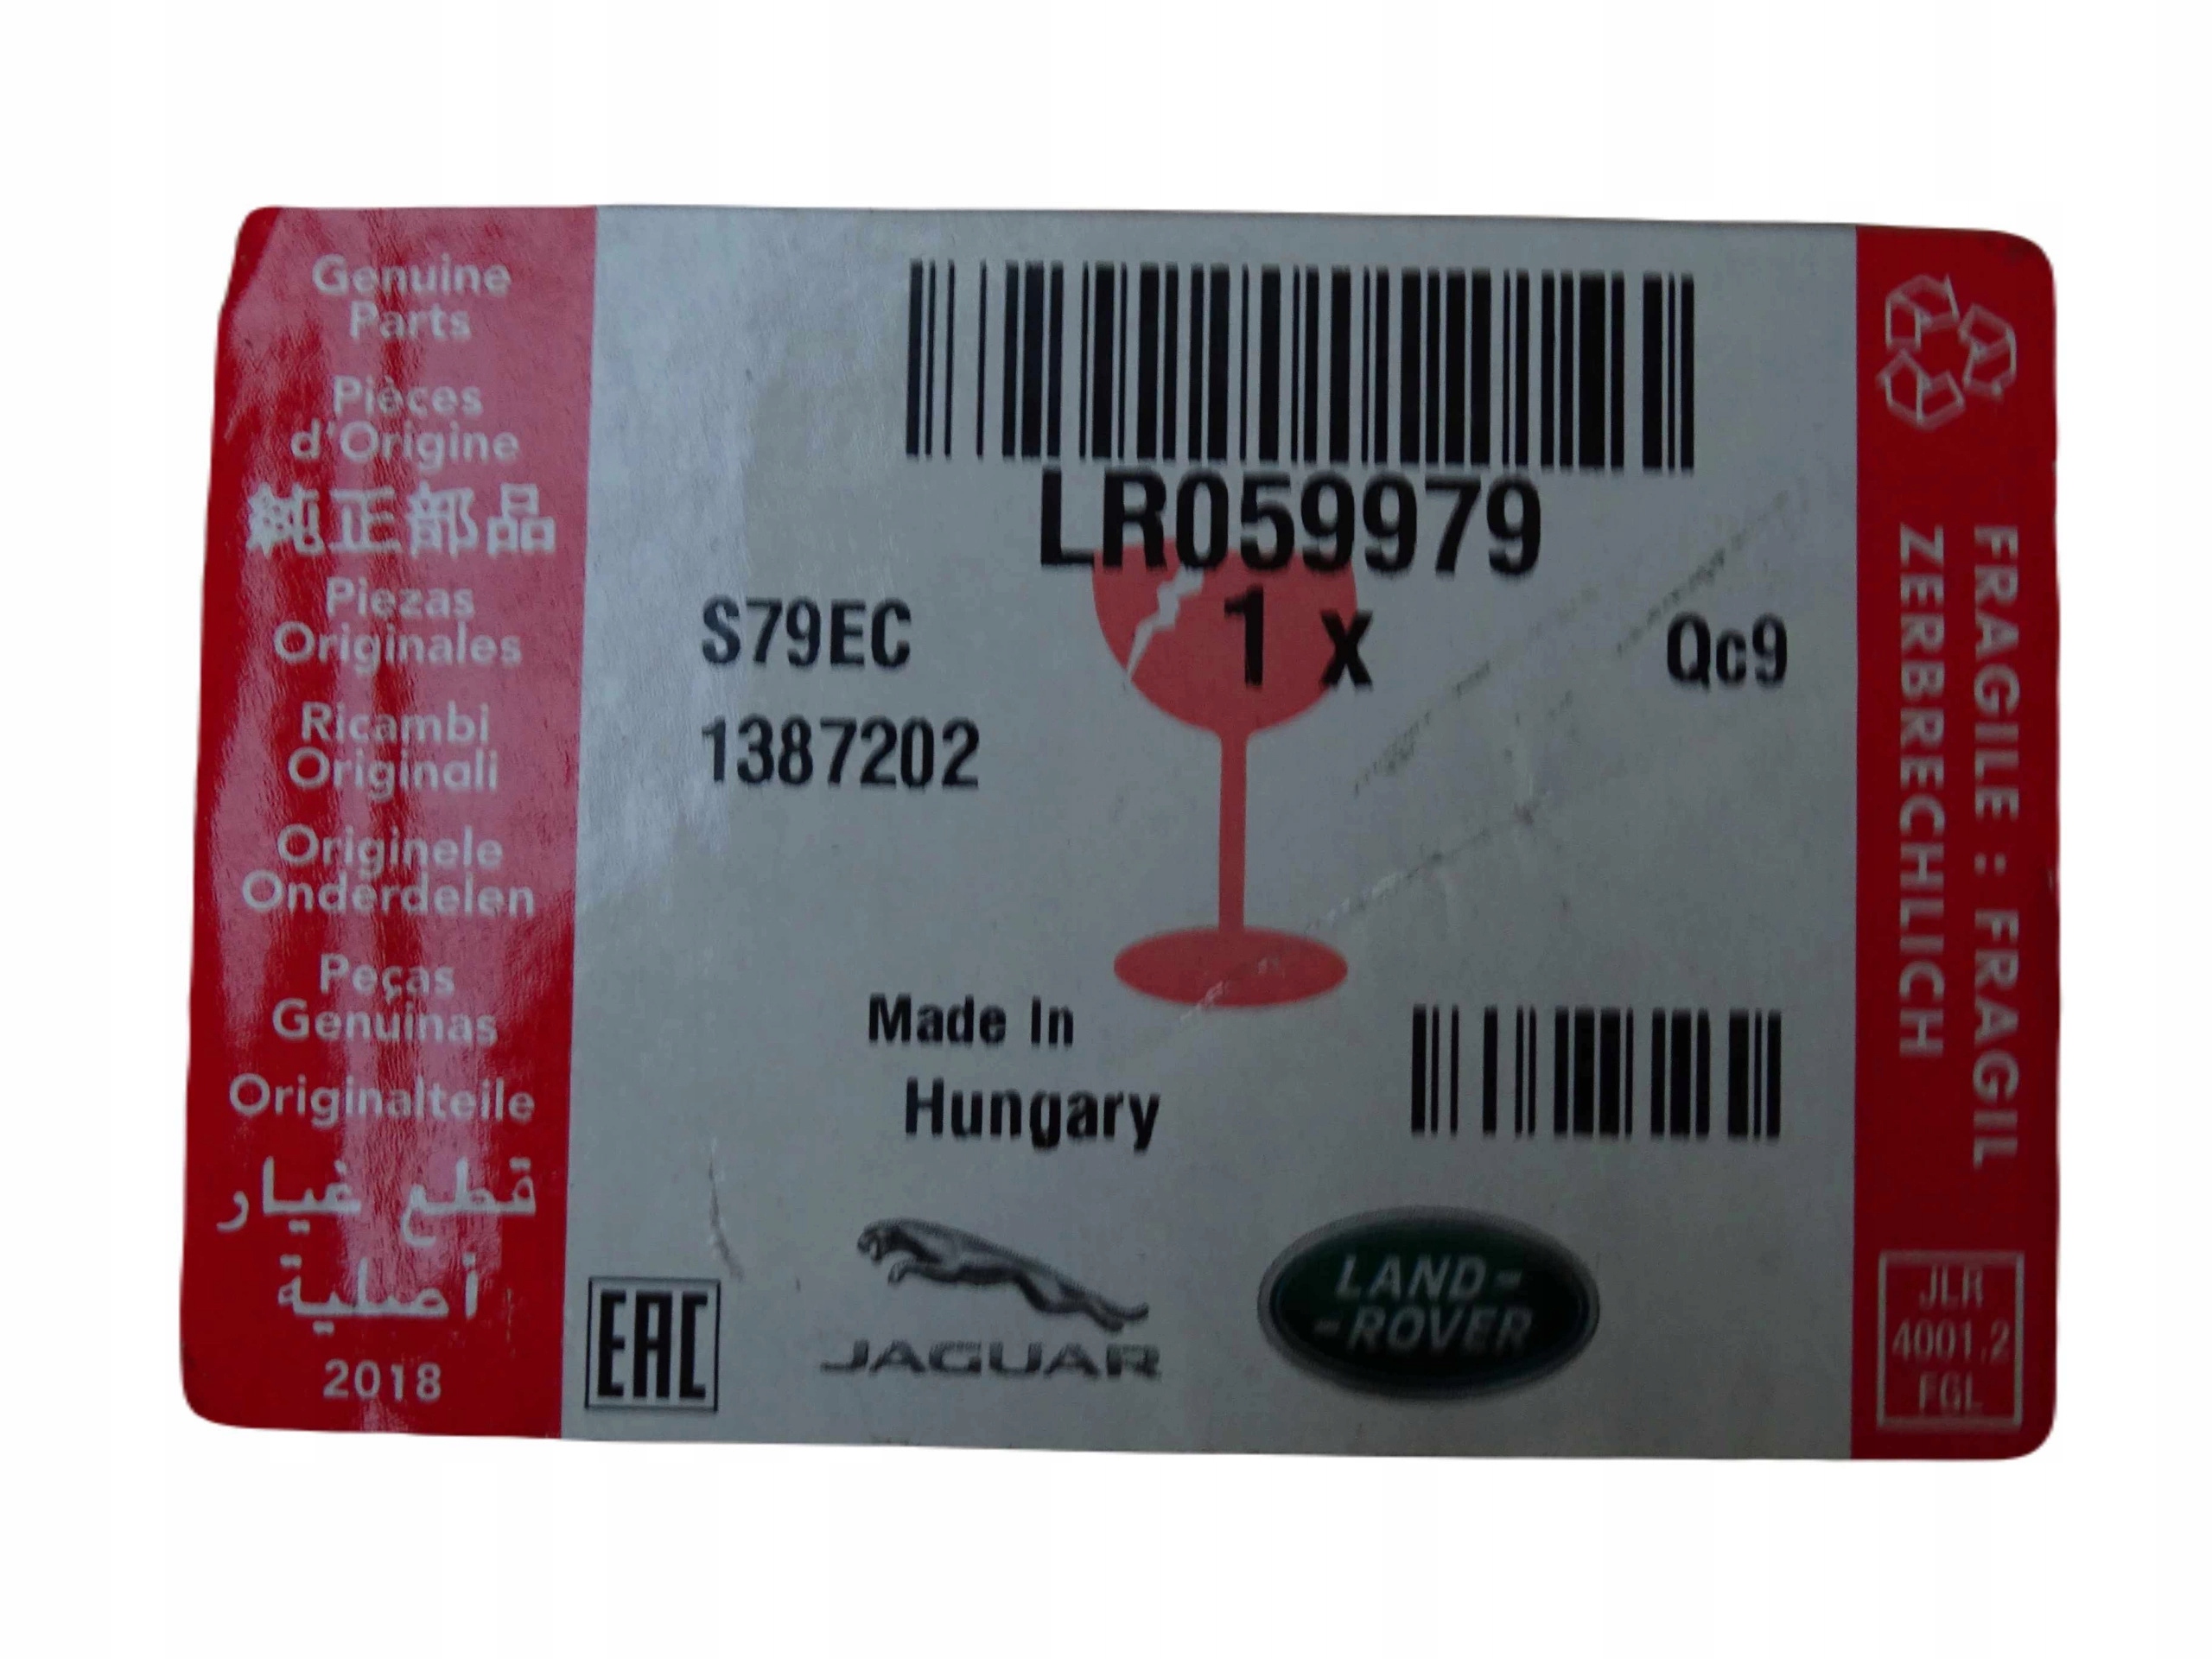 Genuine
Parts
Pièces
d'Origine
純正部品
Piezas
Originales
Ricambi
Originali
Originele
Onderdelen
Peças
Genuínas
Originalteile
قطع غيار
أصلية
2018
LR059979
S79EC
1 x
Qc9
1387202
Made In
Hungary
EAC
JAGUAR
LAND-
-ROVER
FRAGILE : FRAGIL
ZERBRECHLICH
JLR
4001.2
FGL